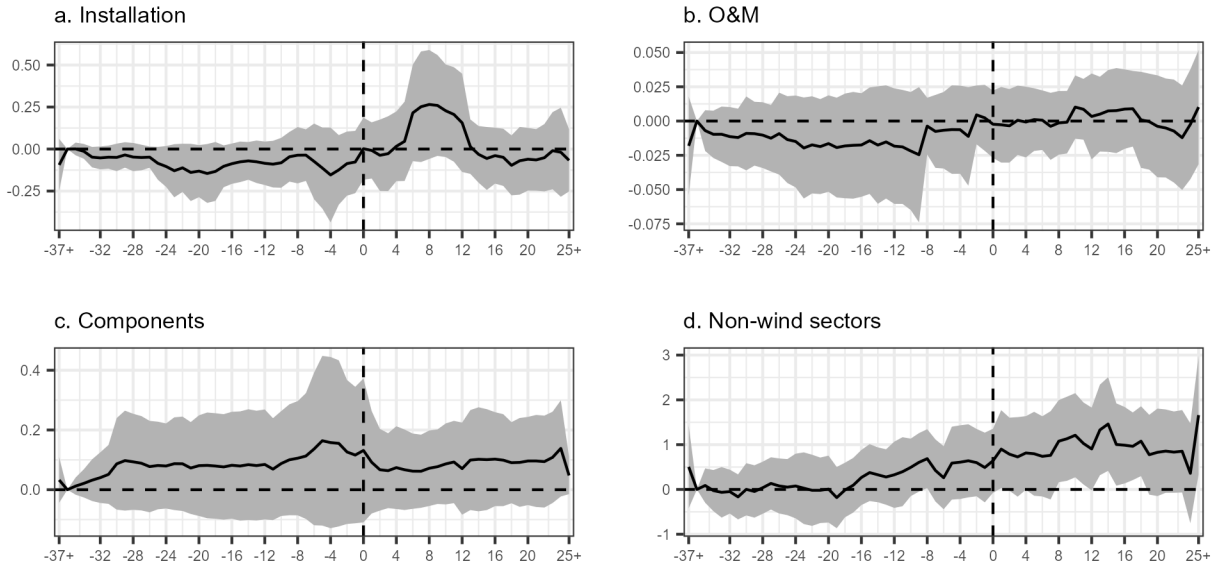 a. Installation
0.50
0.25
0.00
-0.25
-37+ -32 -28 -24 -20 -16 -12 -8 -4 0 4 8 12 16 20 25+
b. O&M
0.050
0.025
0.000
-0.025
-0.050
-0.075
-37+ -32 -28 -24 -20 -16 -12 -8 -4 0 4 8 12 16 20 25+
c. Components
0.4
0.2
0.0
-37+ -32 -28 -24 -20 -16 -12 -8 -4 0 4 8 12 16 20 25+
d. Non-wind sectors
3
2
1
0
-1
-37+ -32 -28 -24 -20 -16 -12 -8 -4 0 4 8 12 16 20 25+